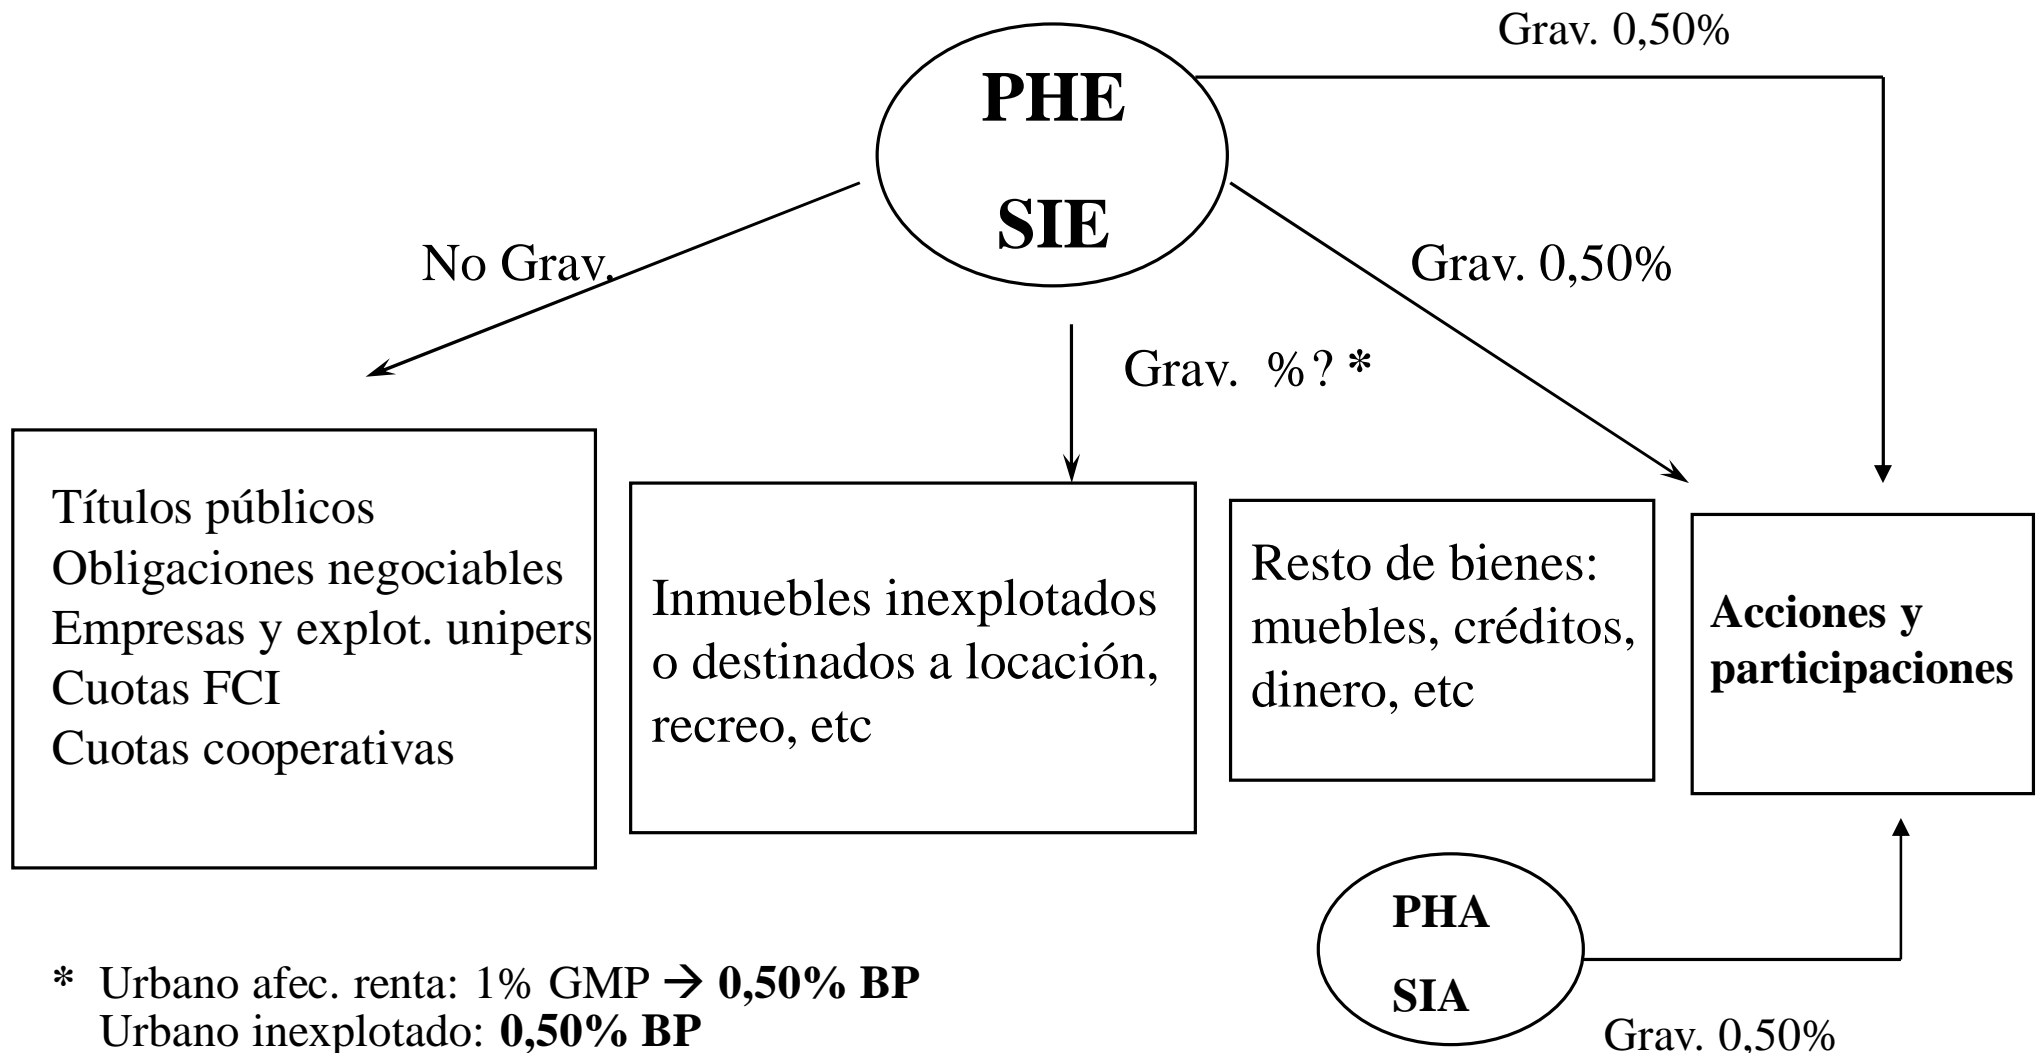 Grav. 0,50%
PHE
SIE
No Grav.
Grav. 0,50%
Grav. %? *
Títulos públicos
Obligaciones negociables
Empresas y explot. unipers
Cuotas FCI
Cuotas cooperativas
Inmuebles inexplotados
o destinados a locación,
recreo, etc
Resto de bienes:
muebles, créditos,
dinero, etc
Acciones y
participaciones
PHA
SIA
Grav. 0,50%
* Urbano afec. renta: 1% GMP → 0,50% BP
Urbano inexplotado: 0,50% BP